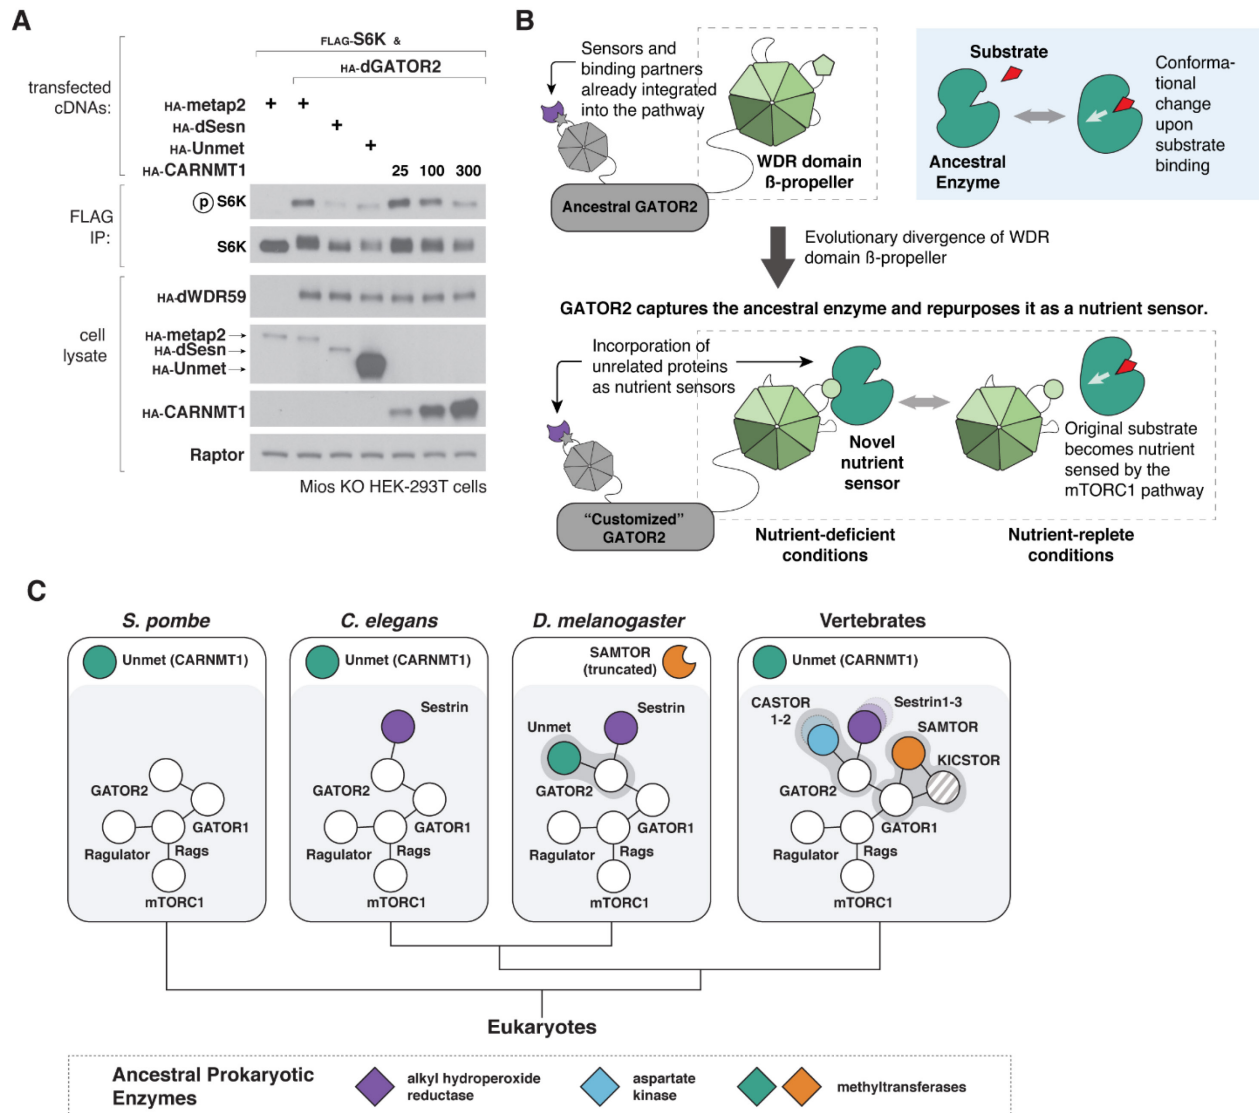 A
FLAG-S6K &
HA-dGATOR2
transfected
cDNAs:
HA-metap2 + +
HA-dSesn +
HA-Unmet +
HA-CARNMT1 25 100 300
FLAG
IP:
p S6K
S6K
cell
lysate
HA-dWDR59
HA-metap2
HA-dSesn
HA-Unmet
HA-CARNMT1
Raptor
Mios KO HEK-293T cells
B
Sensors and
binding partners
already integrated
into the pathway
WDR domain
ß-propeller
Ancestral GATOR2
Substrate
Ancestral
Enzyme
Conforma-
tional
change
upon
substrate
binding
Evolutionary divergence of WDR
domain ß-propeller
GATOR2 captures the ancestral enzyme and repurposes it as a nutrient sensor.
Incorporation of
unrelated proteins
as nutrient sensors
Novel
nutrient
sensor
Original substrate
becomes nutrient
sensed by the
mTORC1 pathway
"Customized"
GATOR2
Nutrient-deficient
conditions
Nutrient-replete
conditions
C
S. pombe
Unmet (CARNMT1)
GATOR2
GATOR1
Ragulator
Rags
mTORC1
C. elegans
Unmet (CARNMT1)
Sestrin
GATOR2
GATOR1
Ragulator
Rags
mTORC1
D. melanogaster
SAMTOR
(truncated)
Sestrin
Unmet
GATOR2
GATOR1
Ragulator
Rags
mTORC1
Vertebrates
Unmet (CARNMT1)
CASTOR
1-2
Sestrin1-3
SAMTOR
KICSTOR
GATOR2
GATOR1
Ragulator
Rags
mTORC1
Eukaryotes
Ancestral Prokaryotic
Enzymes
alkyl hydroperoxide
reductase
aspartate
kinase
methyltransferases